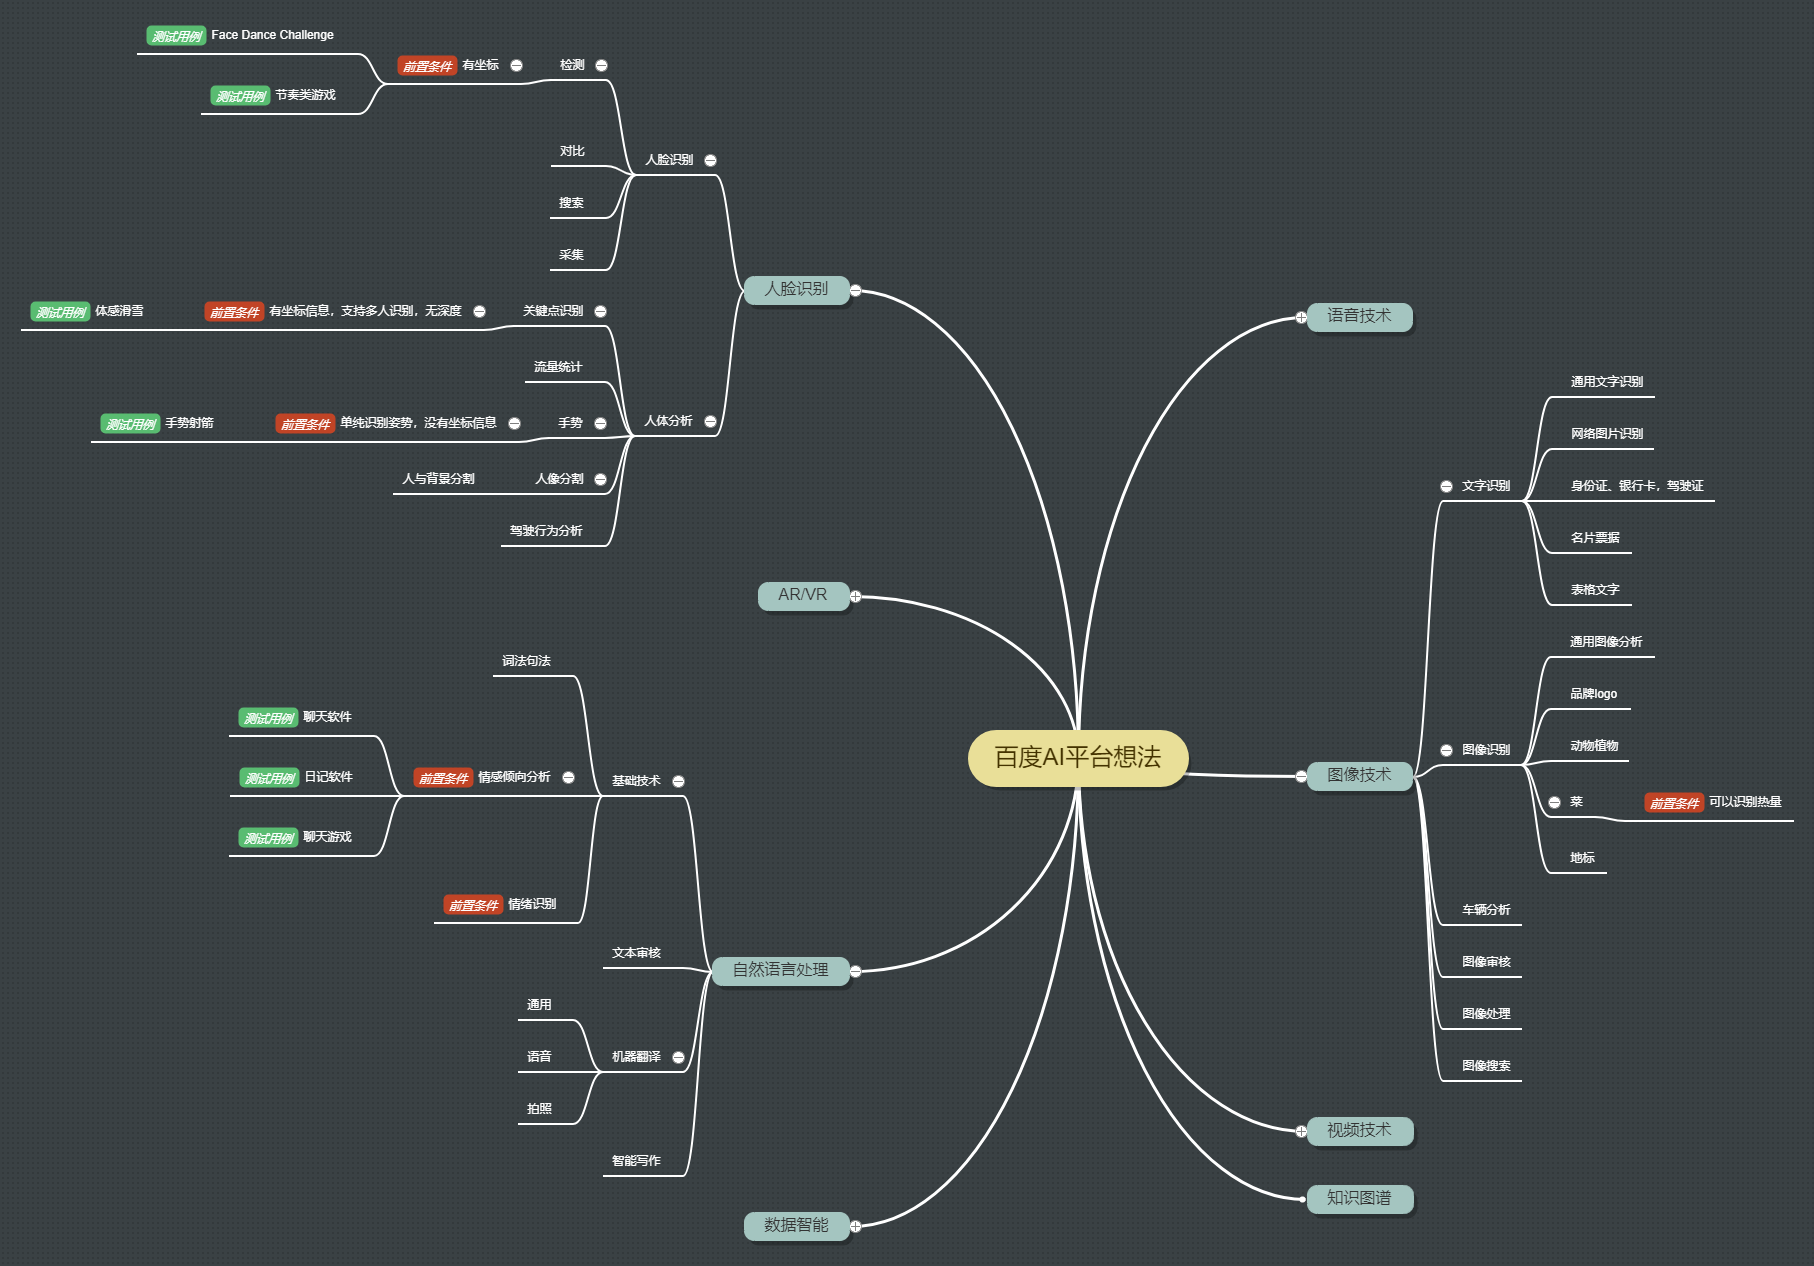 百度AI平台想法
人脸识别
人脸识别
检测
前置条件 有坐标
测试用例 Face Dance Challenge
测试用例 节奏类游戏
对比
搜索
采集
人体分析
关键点识别
前置条件 有坐标信息，支持多人识别，无深度
测试用例 体感滑雪
流量统计
手势
前置条件 单纯识别姿势，没有坐标信息
测试用例 手势射箭
人像分割
人与背景分割
驾驶行为分析
AR/VR
自然语言处理
基础技术
词法句法
前置条件 情感倾向分析
测试用例 聊天软件
测试用例 日记软件
测试用例 聊天游戏
前置条件 情绪识别
文本审核
机器翻译
通用
语音
拍照
智能写作
数据智能
语音技术
图像技术
文字识别
通用文字识别
网络图片识别
身份证、银行卡，驾驶证
名片票据
表格文字
图像识别
通用图像分析
品牌logo
动物植物
菜
前置条件 可以识别热量
地标
车辆分析
图像审核
图像处理
图像搜索
视频技术
知识图谱